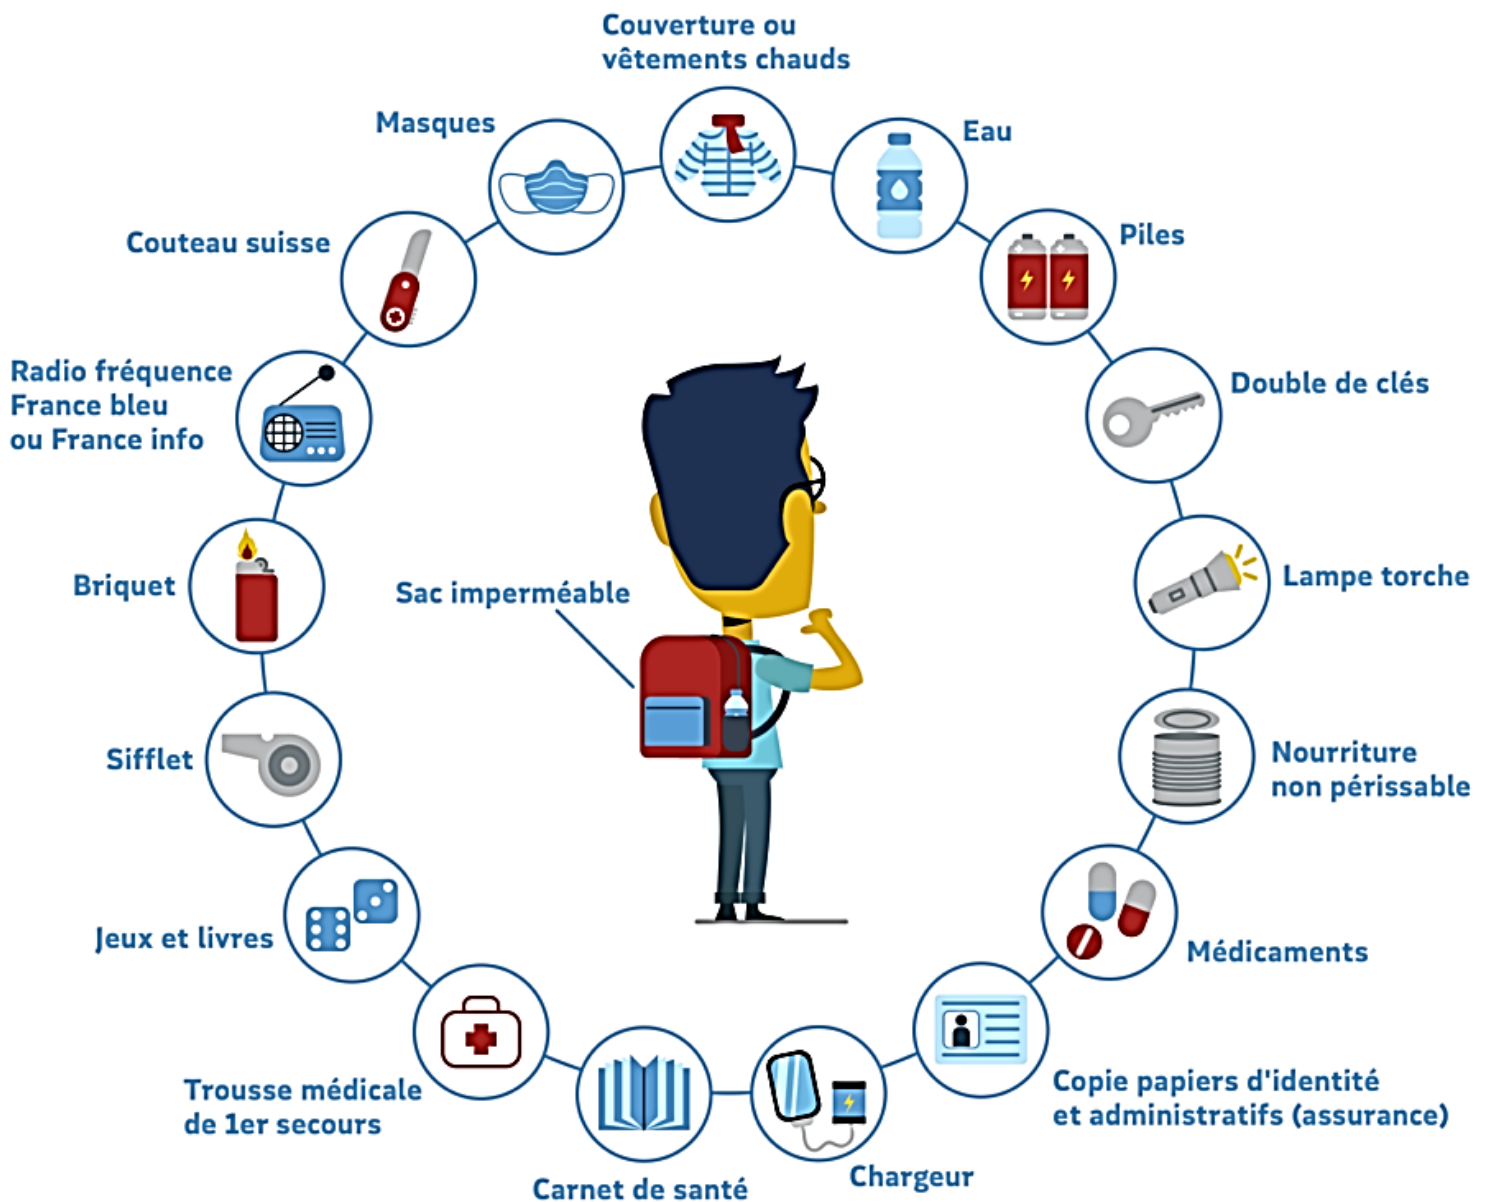 Couverture ou
vêtements chauds
Eau
Piles
Double de clés
Lampe torche
Nourriture
non périssable
Médicaments
Copie papiers d'identité
et administratifs (assurance)
Chargeur
Carnet de santé
Trousse médicale
de 1er secours
Jeux et livres
Sifflet
Briquet
Radio fréquence
France bleu
ou France info
Couteau suisse
Masques
Sac imperméable